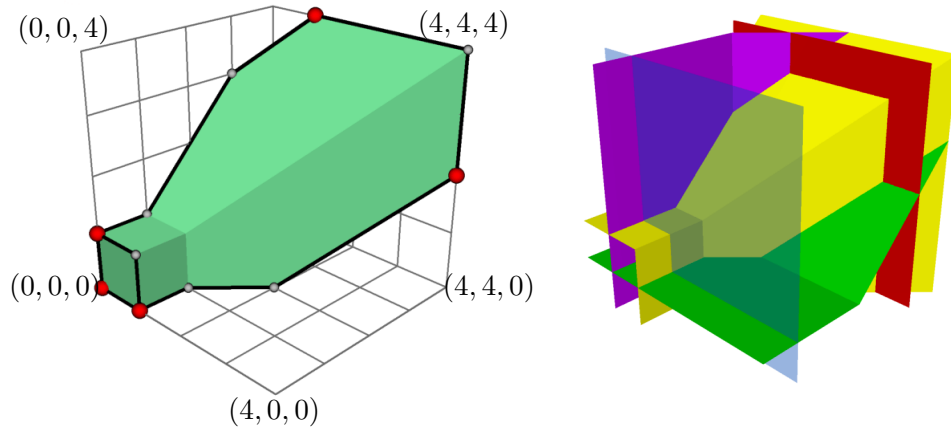 (0, 0, 4)
(4, 4, 4)
(0, 0, 0)
(4, 4, 0)
(4, 0, 0)